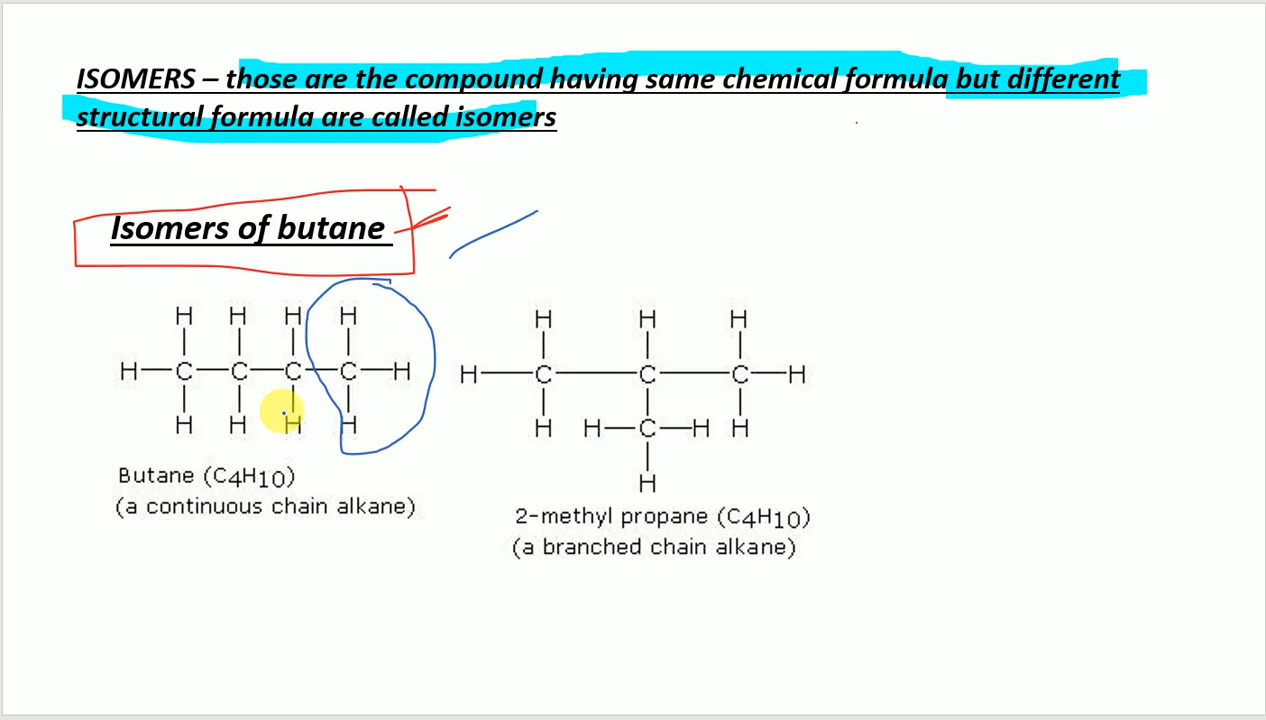 ISOMERS – those are the compound having same chemical formula but different
structural formula are called isomers
Isomers of butane
H H H H
H—C—C—C—C—H
H H H H
Butane (C4H10)
(a continuous chain alkane)
H H H
H—C—C—C—H
H H—C—H H
H
2-methyl propane (C4H10)
(a branched chain alkane)